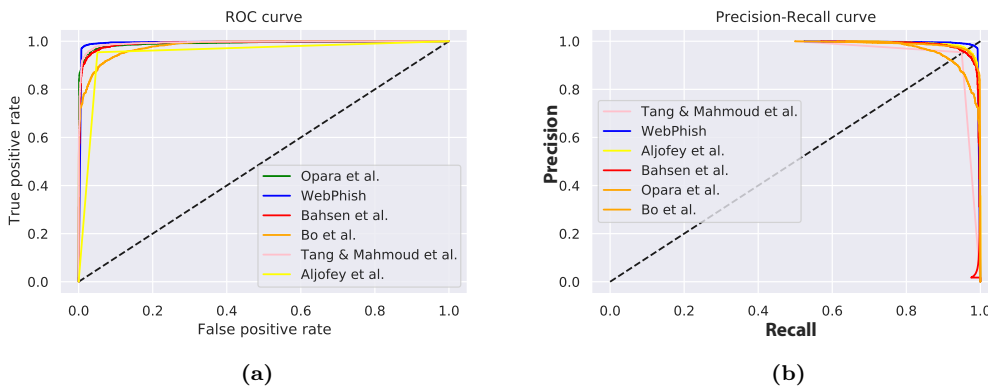 ROC curve
1.0
0.8
0.6
0.4
0.2
0.0
True positive rate
Opara et al.
WebPhish
Bahsen et al.
Bo et al.
Tang & Mahmoud et al.
Aljofey et al.
0.0 0.2 0.4 0.6 0.8 1.0
False positive rate
(a)
Precision-Recall curve
1.0
0.8
0.6
0.4
0.2
0.0
Precision
Tang & Mahmoud et al.
WebPhish
Aljofey et al.
Bahsen et al.
Opara et al.
Bo et al.
0.0 0.2 0.4 0.6 0.8 1.0
Recall
(b)